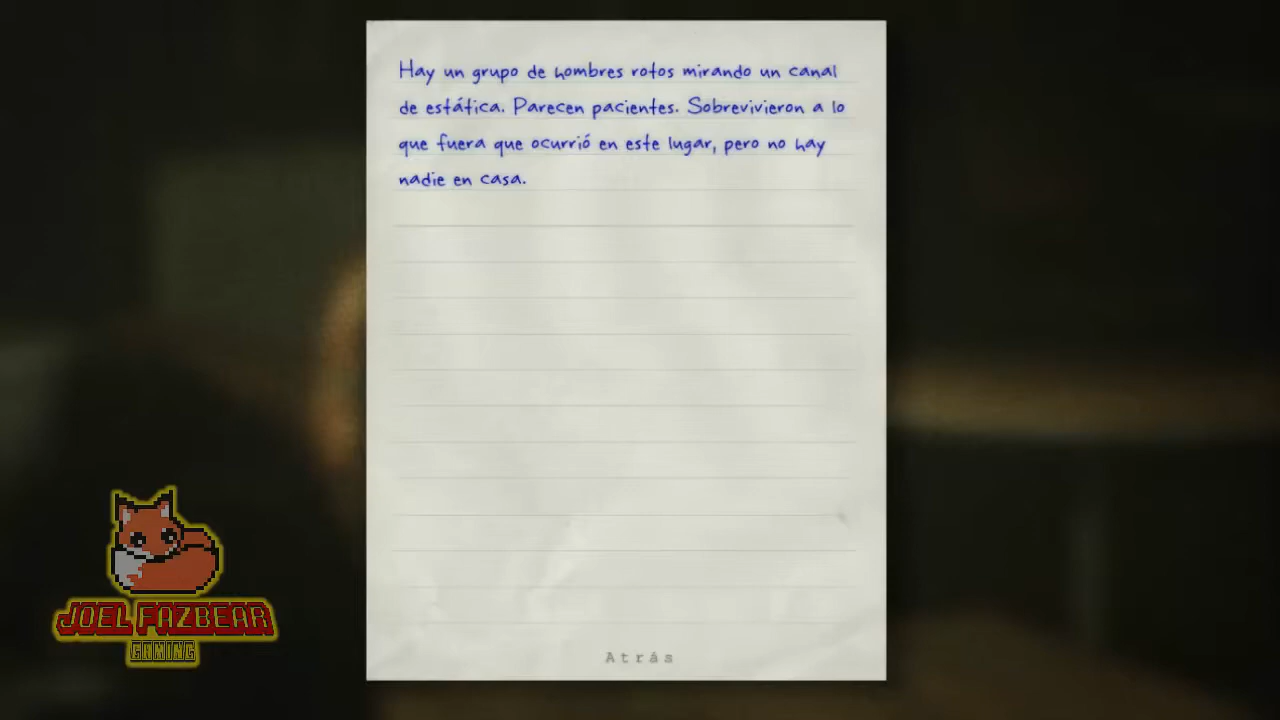 Hay un grupo de hombres rotos mirando un canal
de estática. Parecen pacientes. Sobrevivieron a lo
que fuera que ocurrió en este lugar, pero no hay
nadie en casa.
JOEL FAZBEAR
GAMING
Atrás